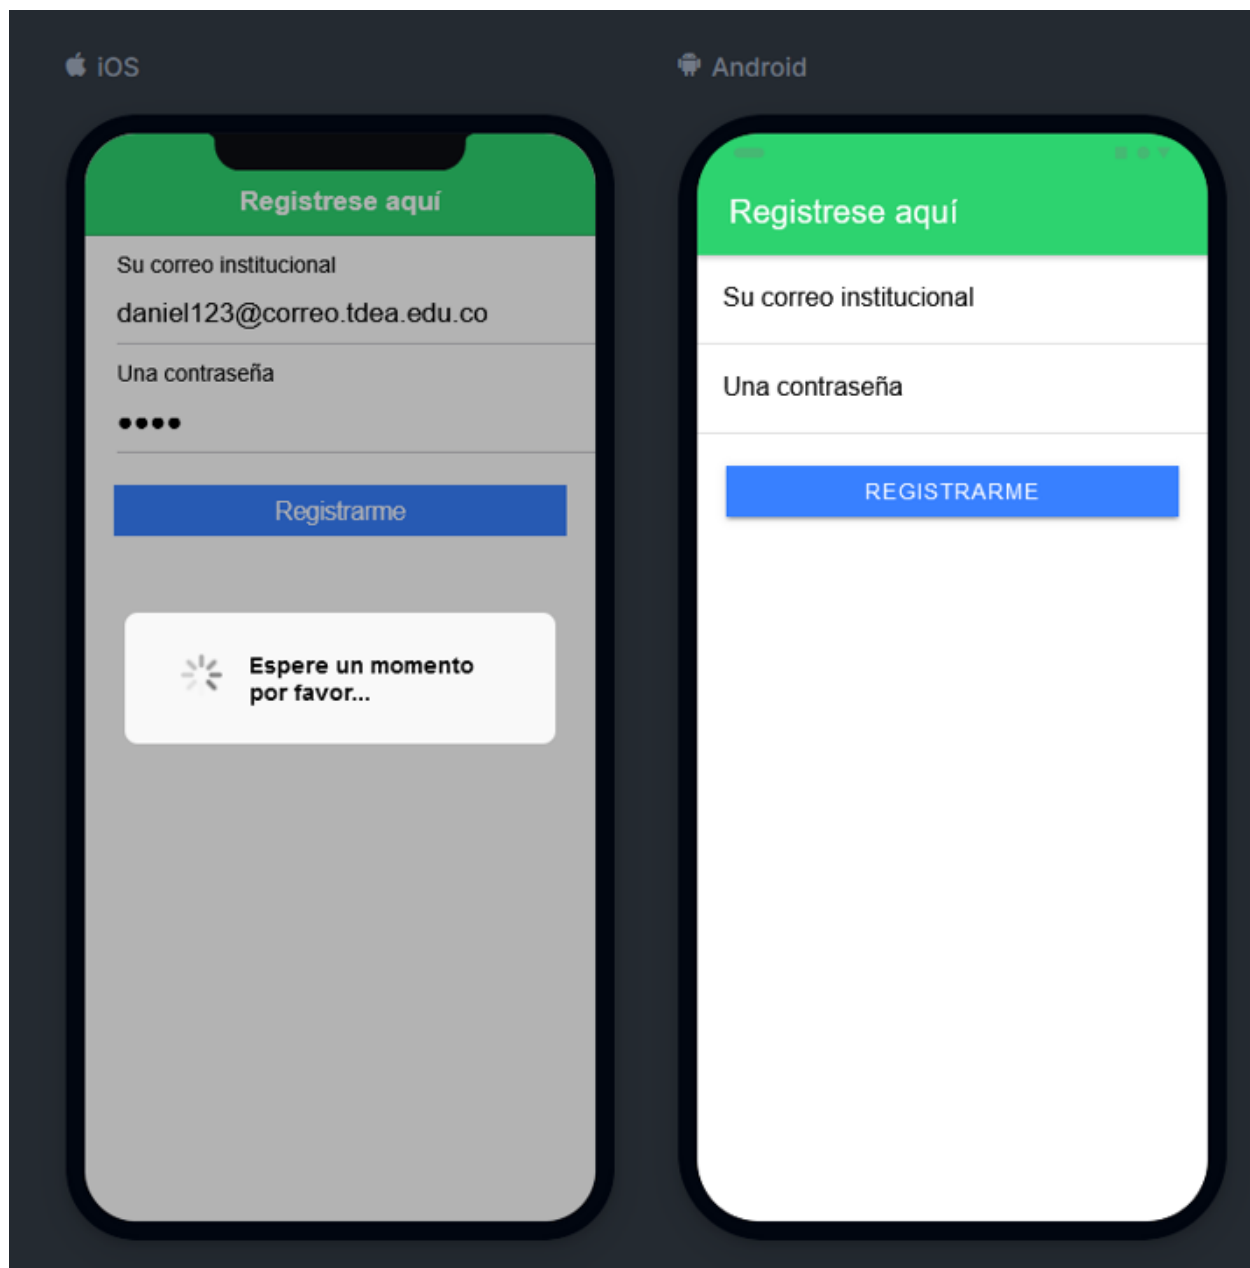 iOS
Registrese aquí
Su correo institucional
daniel123@correo.tdea.edu.co
Una contraseña
Registrarme
Espere un momento
por favor...
Android
Registrese aquí
Su correo institucional
Una contraseña
REGISTRARME